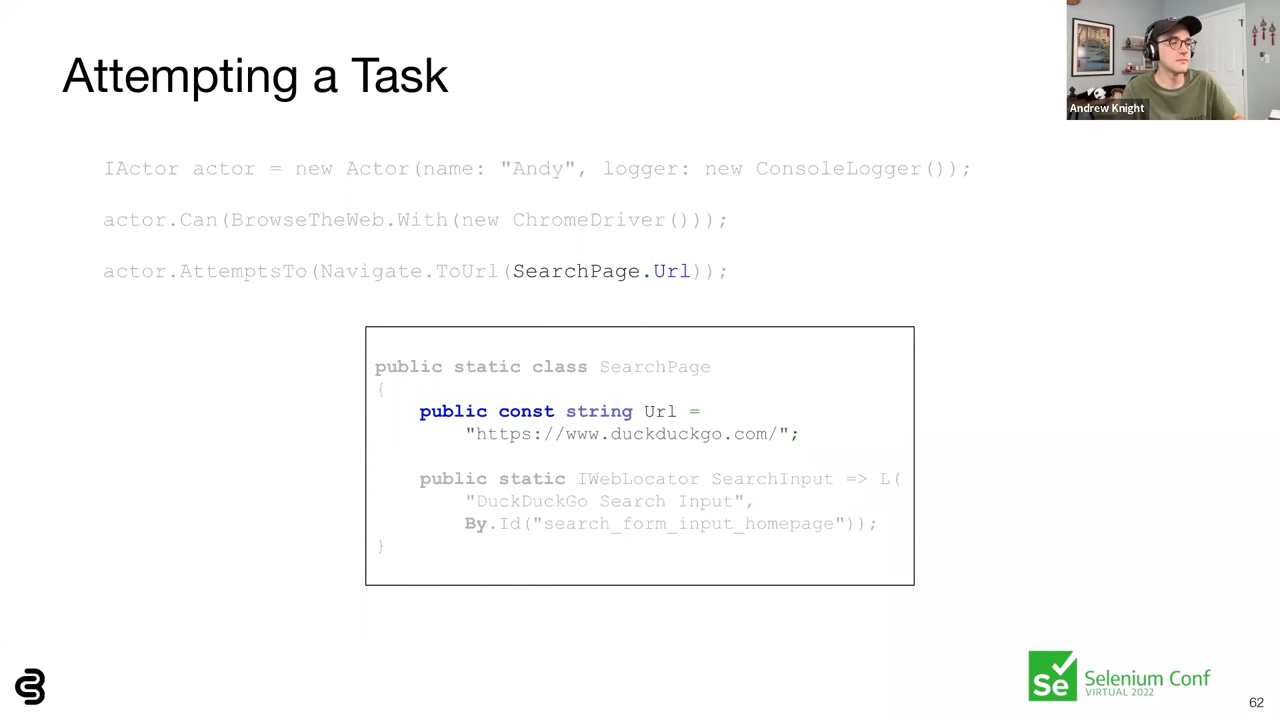 Attempting a Task
Andrew Knight
IActor actor = new Actor(name: "Andy", logger: new ConsoleLogger());
actor.Can(BrowseTheWeb.With(new ChromeDriver()));
actor.AttemptsTo(Navigate.ToUrl(SearchPage.Url));
public static class SearchPage
{
public const string Url =
"https://www.duckduckgo.com/";
public static IWebLocator SearchInput => L(
"DuckDuckGo Search Input",
By.Id("search_form_input_homepage"));
}
Se
Selenium Conf
VIRTUAL 2022
62